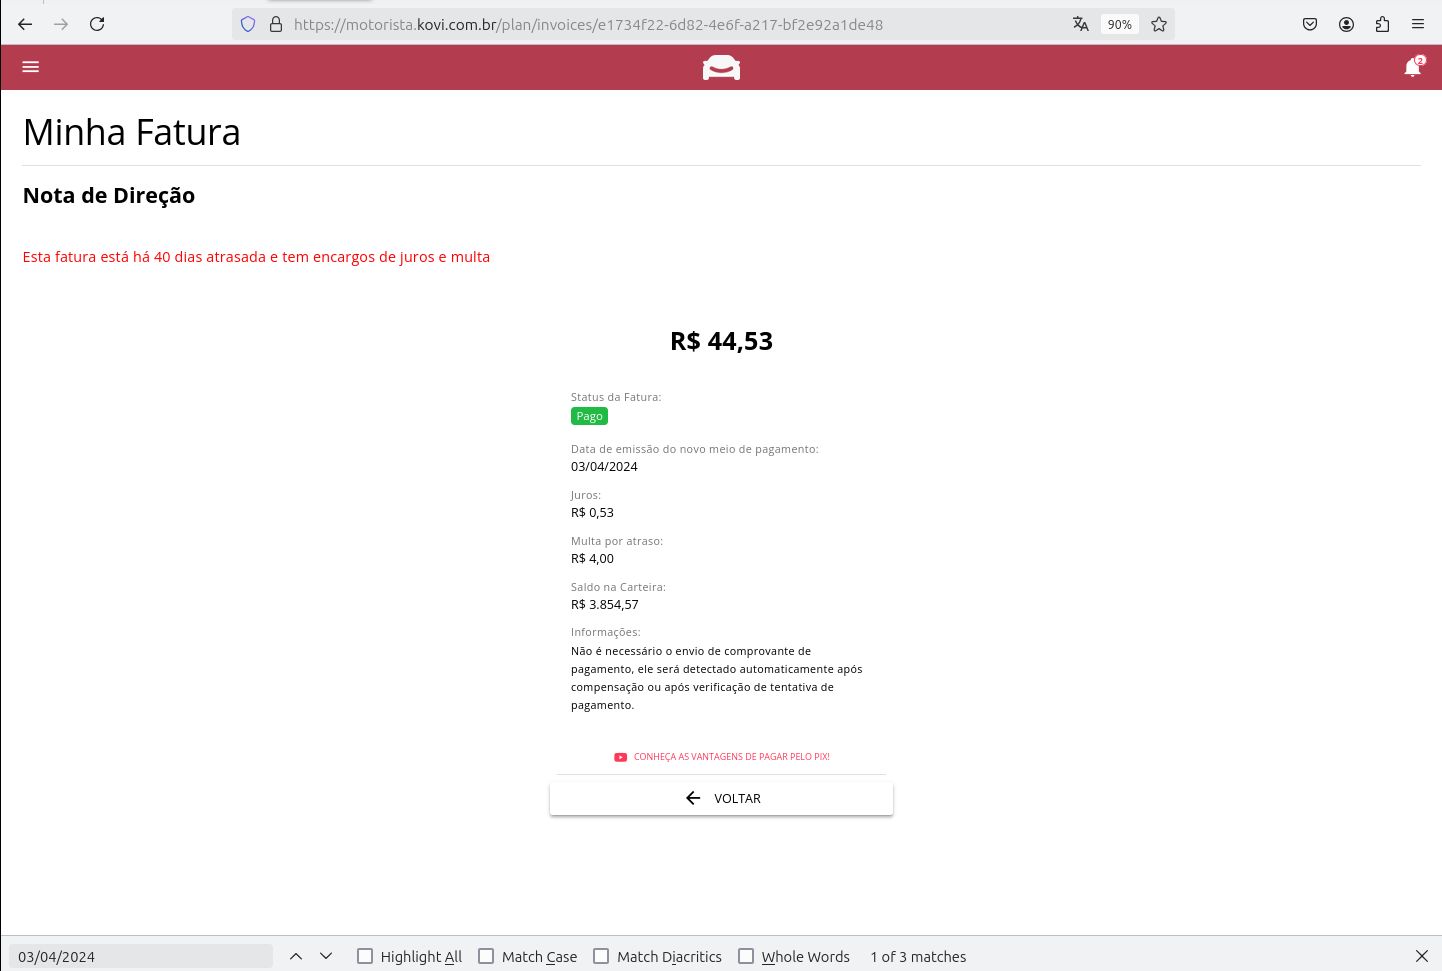 https://motorista.kovi.com.br/plan/invoices/e1734f22-6d82-4e6f-a217-bf2e92a1de48
90%
2
Minha Fatura
Nota de Direção
Esta fatura está há 40 dias atrasada e tem encargos de juros e multa
R$ 44,53
Status da Fatura:
Pago
Data de emissão do novo meio de pagamento:
03/04/2024
Juros:
R$ 0,53
Multa por atraso:
R$ 4,00
Saldo na Carteira:
R$ 3.854,57
Informações:
Não é necessário o envio de comprovante de
pagamento, ele será detectado automaticamente após
compensação ou após verificação de tentativa de
pagamento.
CONHEÇA AS VANTAGENS DE PAGAR PELO PIX!
VOLTAR
03/04/2024 Highlight All Match Case Match Diacritics Whole Words 1 of 3 matches